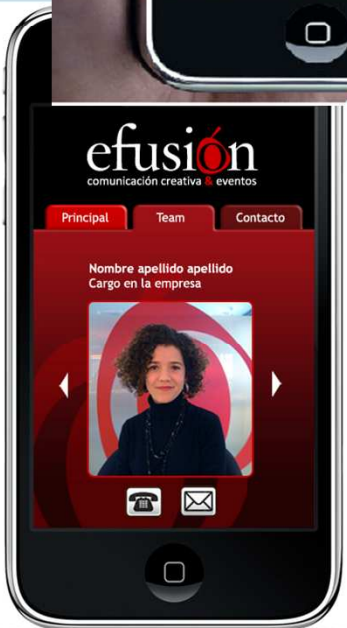 efusión
comunicación creativa & eventos
Principal Team Contacto
Nombre apellido apellido
Cargo en la empresa